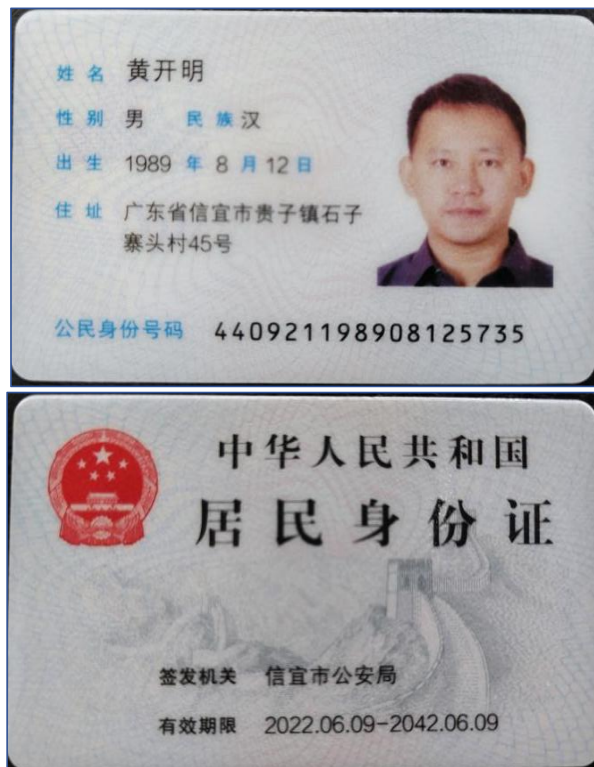 姓名 黄开明
性别 男 民族 汉
出生 1989 年 8 月 12 日
住址 广东省信宜市贵子镇石子
寨头村45号
公民身份号码 440921198908125735
中华人民共和国
居民身份证
签发机关 信宜市公安局
有效期限 2022.06.09-2042.06.09